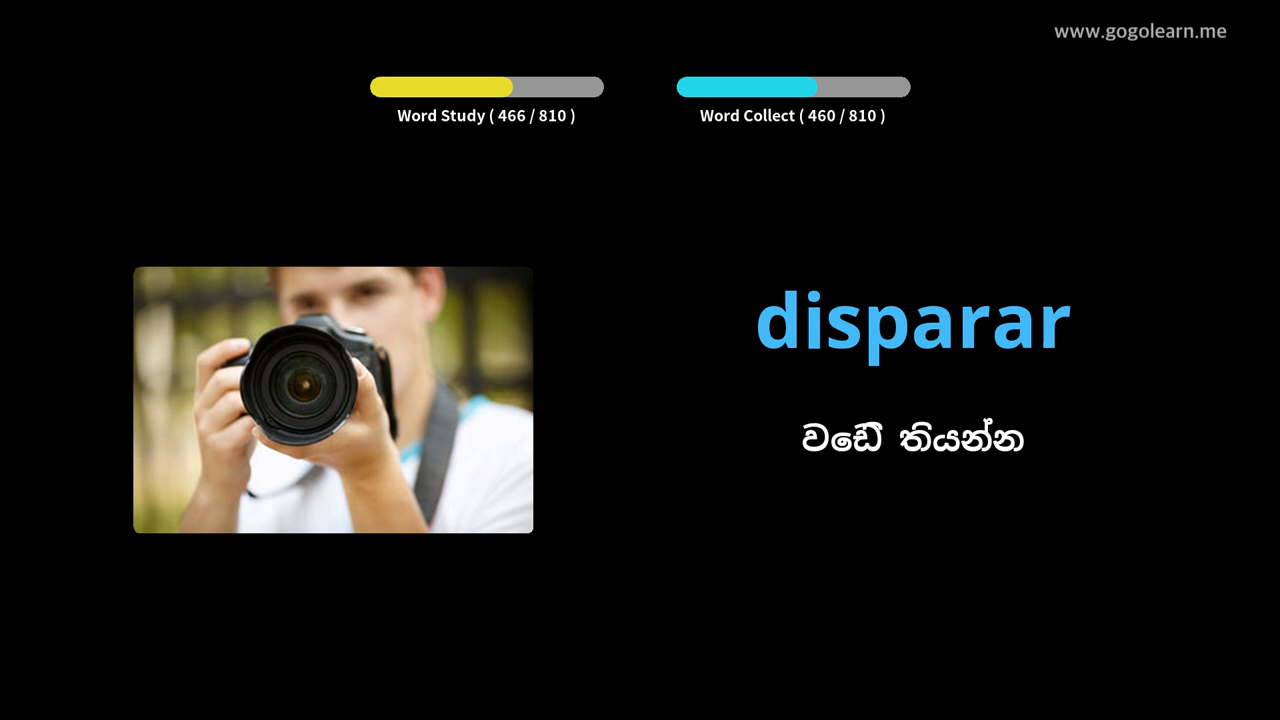 www.gogolearn.me
Word Study ( 466 / 810 )
Word Collect ( 460 / 810 )
disparar
වෙඩි තියන්න